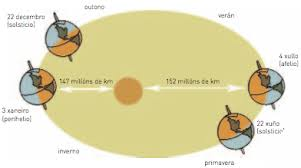 outono
verán
22 decembro
(solsticio)
4 xullo
(afelio)
147 millóns de km
152 millóns de km
3 xaneiro
(perihelio)
22 xuño
(solsticio"
inverno
primavera